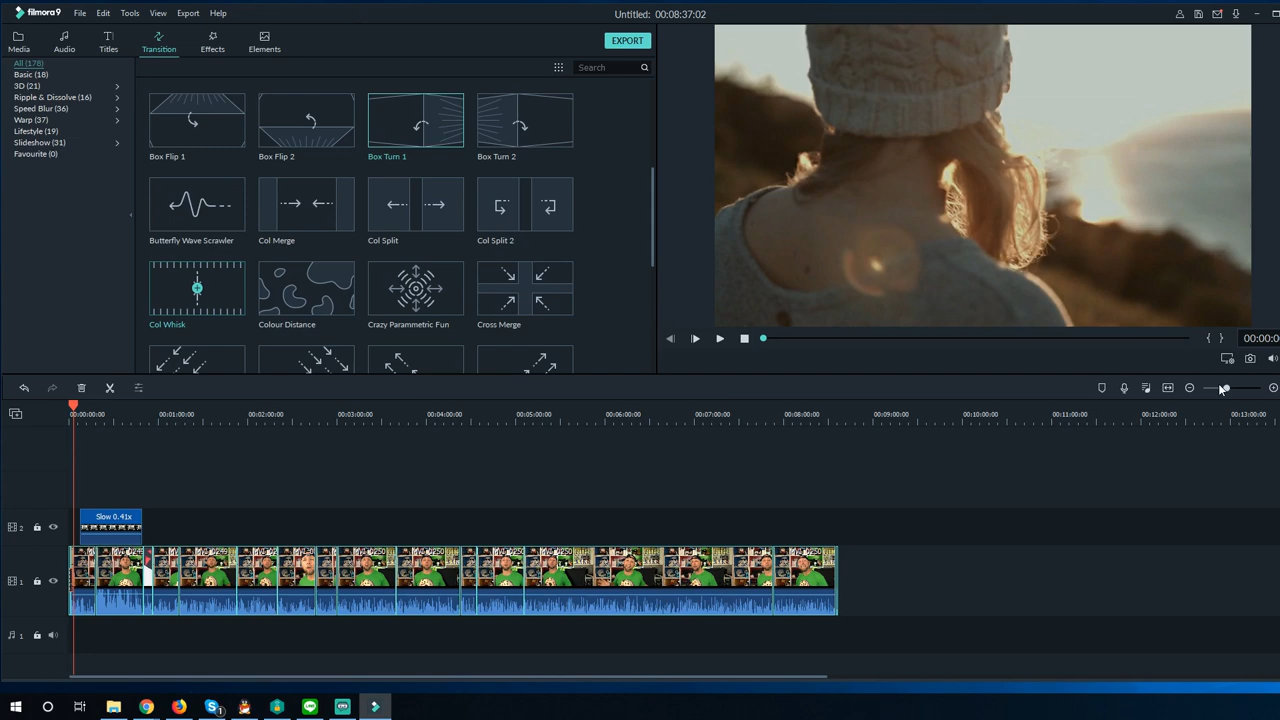 filmora9 File Edit Tools View Export Help Untitled: 00:08:37:02
Media Audio Titles Transition Effects Elements EXPORT
Search
All (178)
Basic (18)
3D (21)
Ripple & Dissolve (16)
Speed Blur (36)
Warp (37)
Lifestyle (19)
Slideshow (31)
Favourite (0)
Box Flip 1 Box Flip 2 Box Turn 1 Box Turn 2
Butterfly Wave Scrawler Col Merge Col Split Col Split 2
Col Whisk Colour Distance Crazy Parammetric Fun Cross Merge
00:00:0
00:00:00:00 00:01:00:00 00:02:00:00 00:03:00:00 00:04:00:00 00:05:00:00 00:06:00:00 00:07:00:00 00:08:00:00 00:09:00:00 00:10:00:00 00:11:00:00 00:12:00:00 00:13:00:00
2 Slow 0.41x
1
1